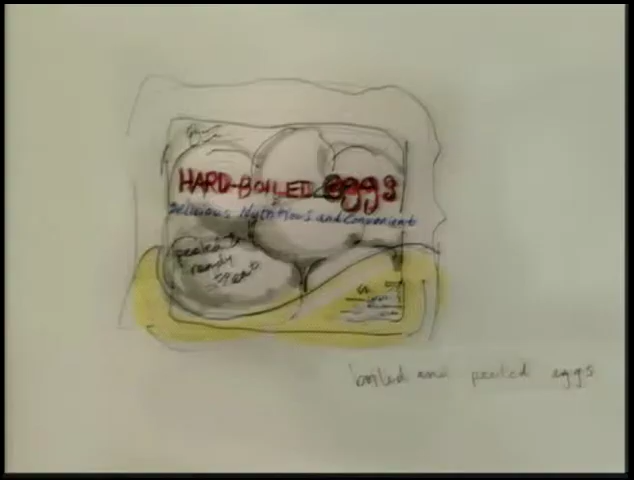 HARD-BOILED eggs
Delicious Nutritious and Convenient
peeled &
ready
to eat
boiled and peeled eggs